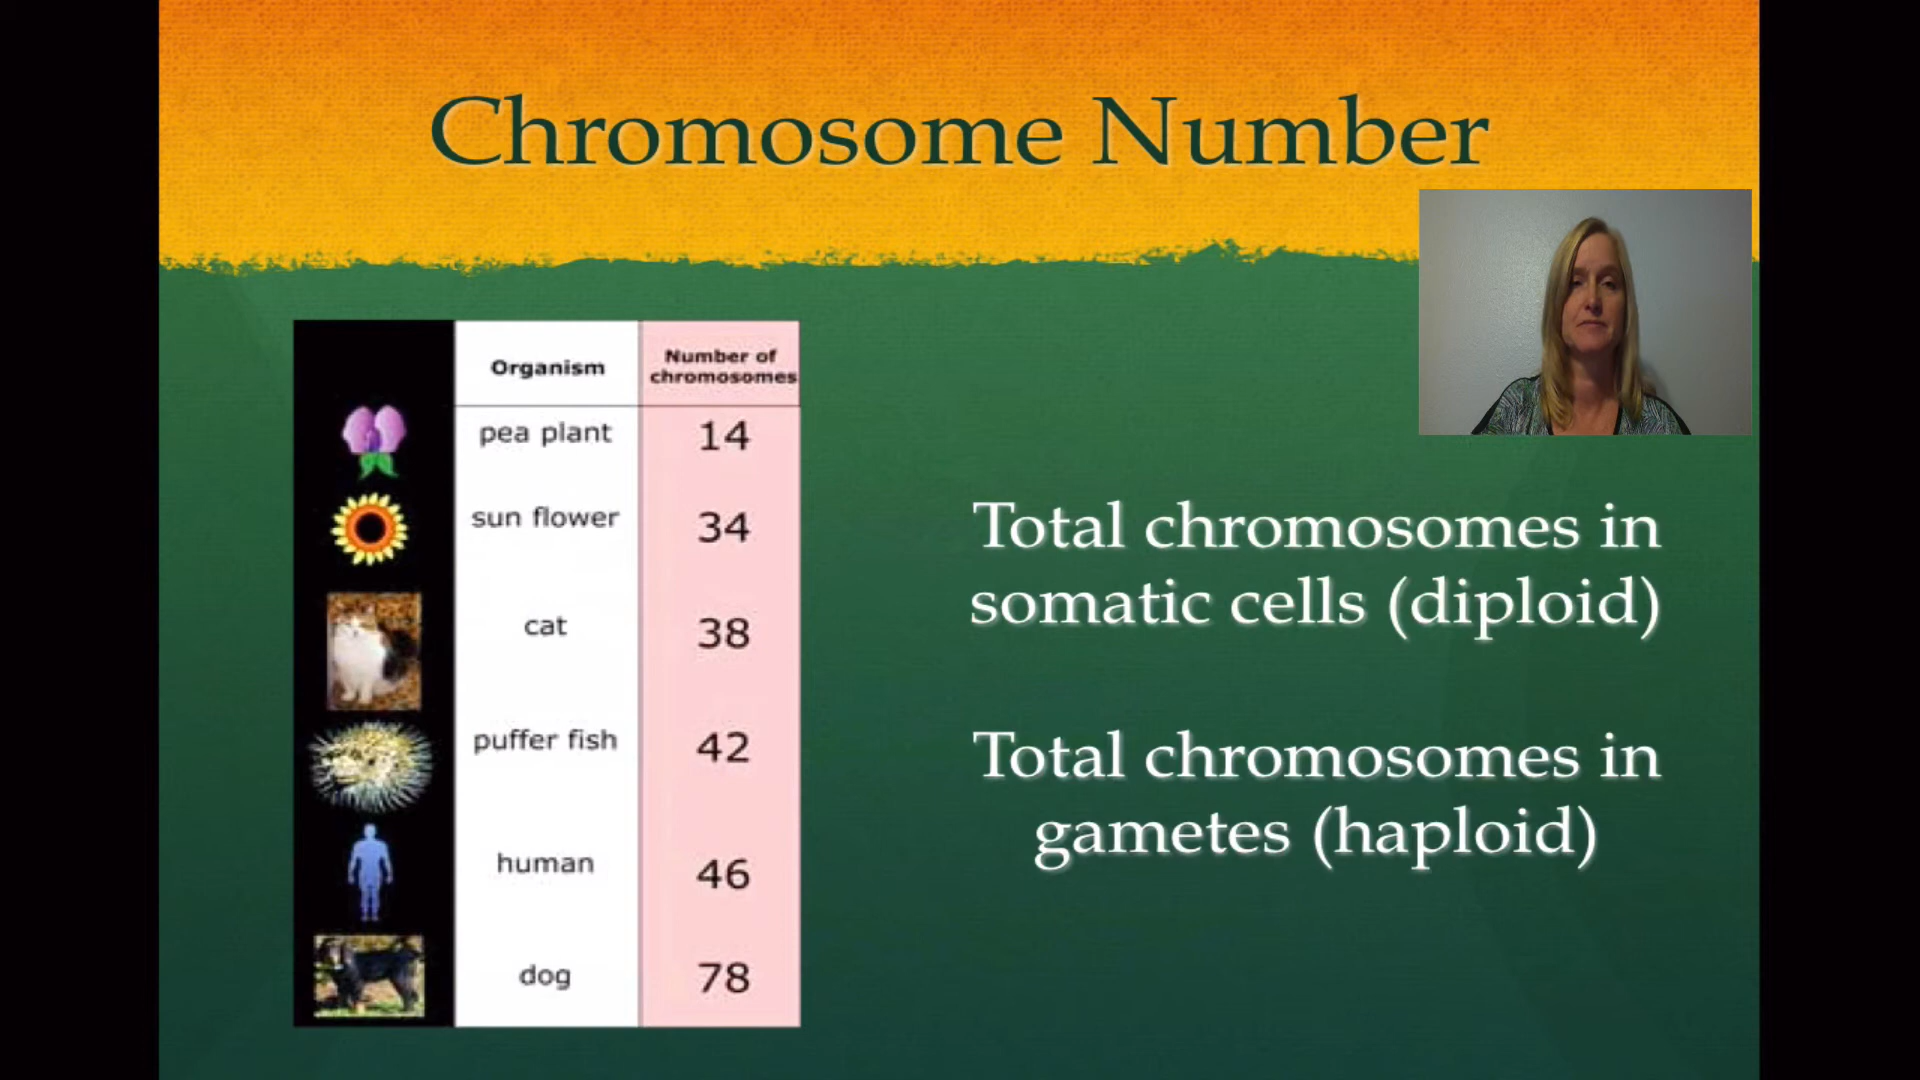 Chromosome Number
Organism
Number of
chromosomes
pea plant 14
sun flower 34
cat 38
puffer fish 42
human 46
dog 78
Total chromosomes in
somatic cells (diploid)
Total chromosomes in
gametes (haploid)